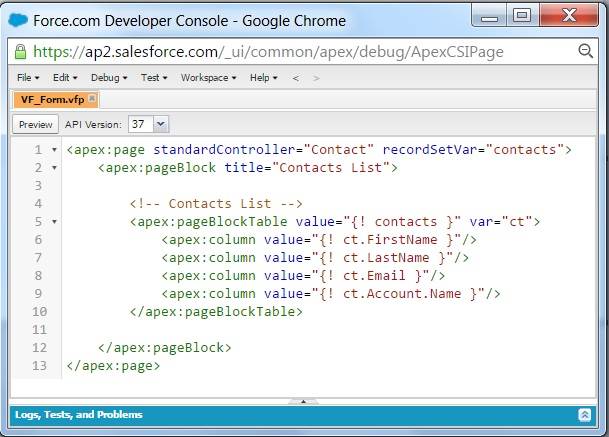 Force.com Developer Console - Google Chrome
https://ap2.salesforce.com/_ui/common/apex/debug/ApexCSIPage
File Edit Debug Test Workspace Help < >
VF_Form.vfp
Preview API Version: 37
1 <apex:page standardController="Contact" recordSetVar="contacts">
2 <apex:pageBlock title="Contacts List">
3
4 <!-- Contacts List -->
5 <apex:pageBlockTable value="{! contacts }" var="ct">
6 <apex:column value="{! ct.FirstName }"/>
7 <apex:column value="{! ct.LastName }"/>
8 <apex:column value="{! ct.Email }"/>
9 <apex:column value="{! ct.Account.Name }"/>
10 </apex:pageBlockTable>
11
12 </apex:pageBlock>
13 </apex:page>
Logs, Tests, and Problems